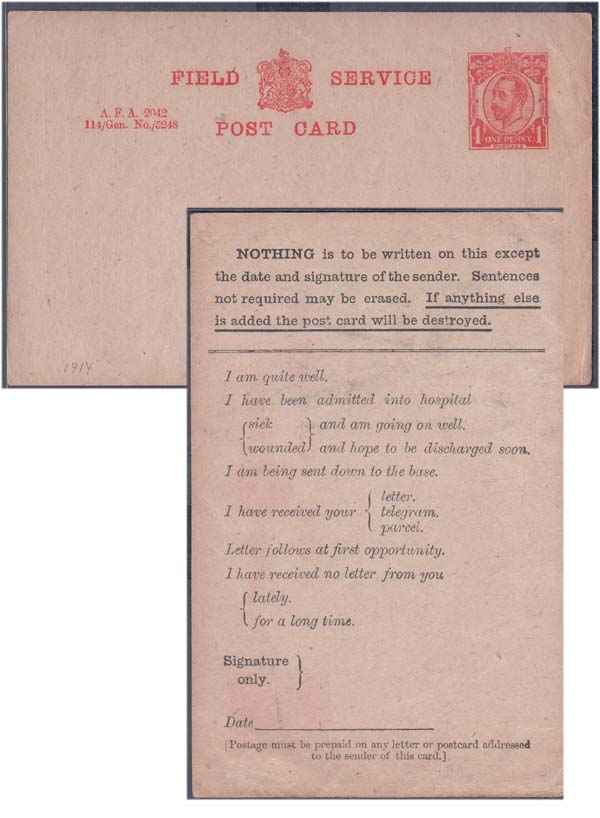 FIELD SERVICE
A. F. A. 2042
114/Gen. No./5248
POST CARD
1 ONE PENNY 1
POSTAGE
1914
NOTHING is to be written on this except
the date and signature of the sender. Sentences
not required may be erased. If anything else
is added the post card will be destroyed.
I am quite well.
I have been admitted into hospital
sick and am going on well.
wounded and hope to be discharged soon.
I am being sent down to the base.
letter.
I have received your telegram.
parcel.
Letter follows at first opportunity.
I have received no letter from you
lately.
for a long time.
Signature
only.
Date
[Postage must be prepaid on any letter or postcard addressed
to the sender of this card.]